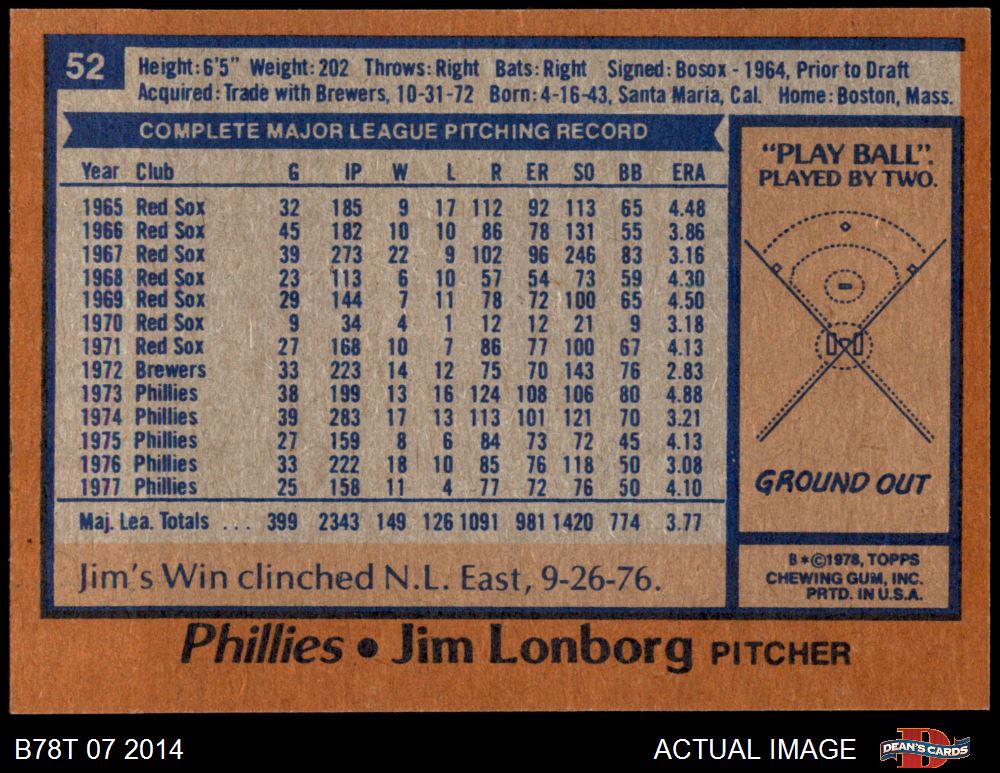 52
Height: 6'5" Weight: 202 Throws: Right Bats: Right Signed: Bosox - 1964, Prior to Draft
Acquired: Trade with Brewers, 10-31-72 Born: 4-16-43, Santa Maria, Cal. Home: Boston, Mass.
COMPLETE MAJOR LEAGUE PITCHING RECORD
Year Club G IP W L R ER SO BB ERA
1965 Red Sox 32 185 9 17 112 92 113 65 4.48
1966 Red Sox 45 182 10 10 86 78 131 55 3.86
1967 Red Sox 39 273 22 9 102 96 246 83 3.16
1968 Red Sox 23 113 6 10 57 54 73 59 4.30
1969 Red Sox 29 144 7 11 78 72 100 65 4.50
1970 Red Sox 9 34 4 1 12 12 21 9 3.18
1971 Red Sox 27 168 10 7 86 77 100 67 4.13
1972 Brewers 33 223 14 12 75 70 143 76 2.83
1973 Phillies 38 199 13 16 124 108 106 80 4.88
1974 Phillies 39 283 17 13 113 101 121 70 3.21
1975 Phillies 27 159 8 6 84 73 72 45 4.13
1976 Phillies 33 222 18 10 85 76 118 50 3.08
1977 Phillies 25 158 11 4 77 72 76 50 4.10
Maj. Lea. Totals ... 399 2343 149 126 1091 981 1420 774 3.77
Jim's Win clinched N.L. East, 9-26-76.
"PLAY BALL".
PLAYED BY TWO.
GROUND OUT
B*©1978, TOPPS
CHEWING GUM, INC.
PRTD. IN U.S.A.
Phillies • Jim Lonborg PITCHER
B78T 07 2014 ACTUAL IMAGE DEAN'S CARDS